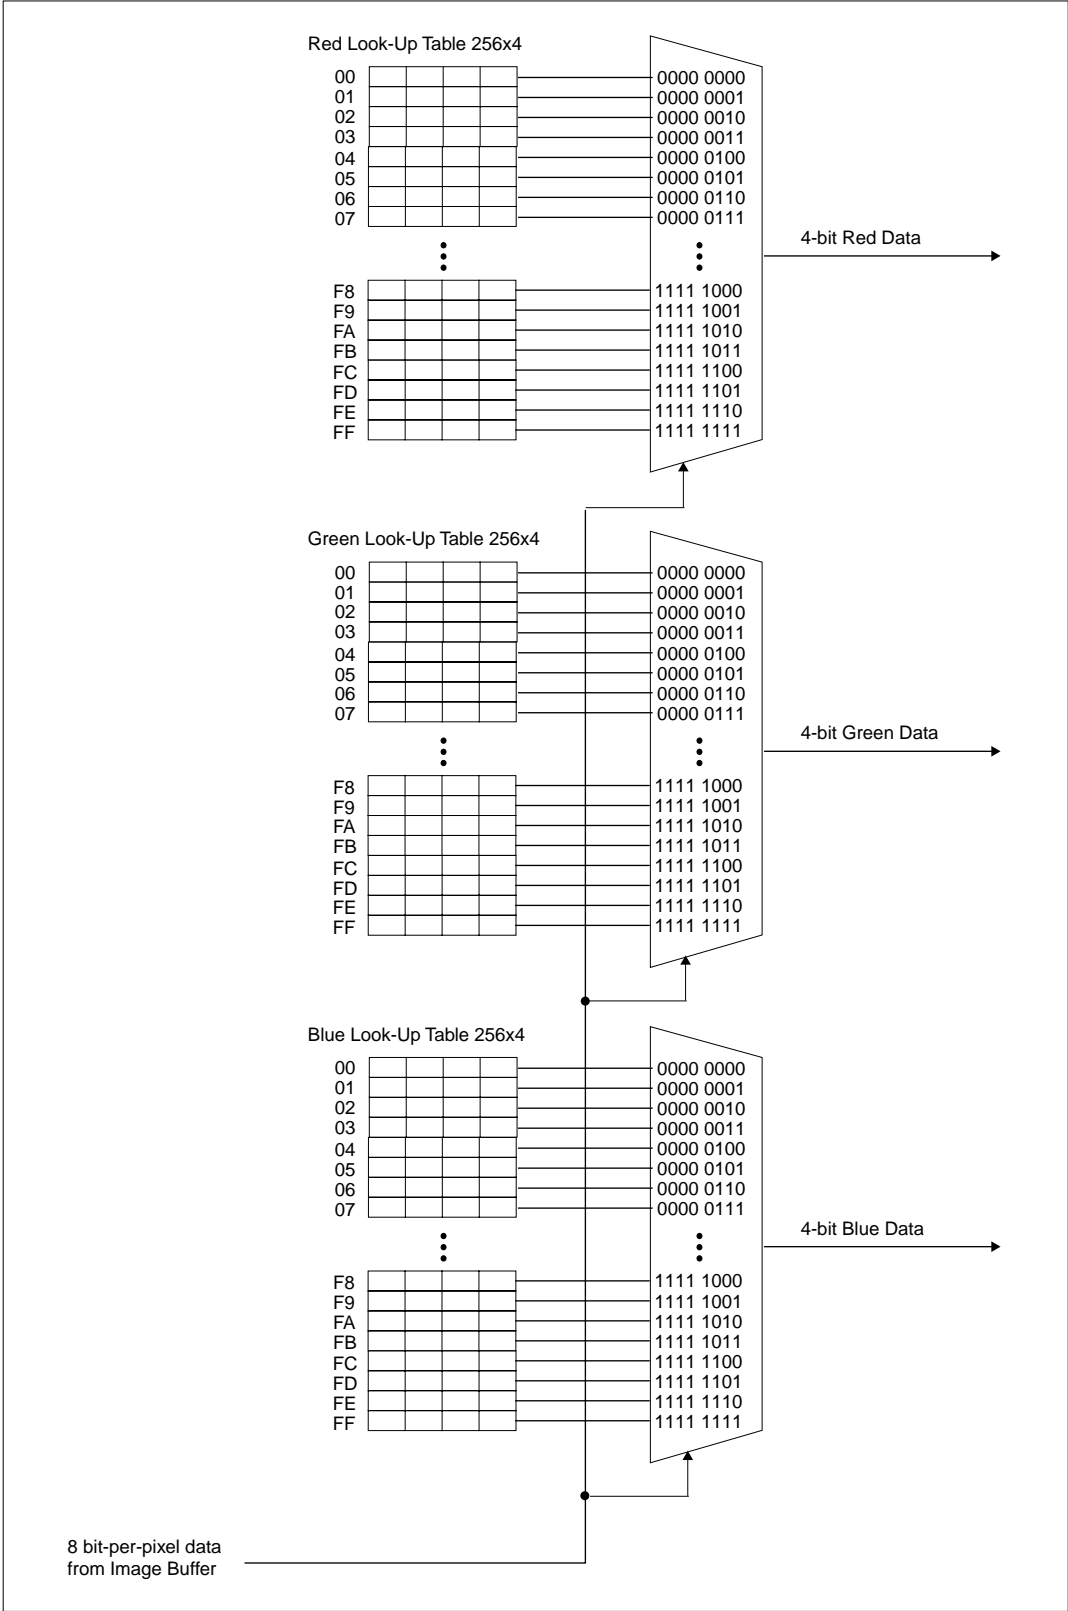 Red Look-Up Table 256x4
00 0000 0000
01 0000 0001
02 0000 0010
03 0000 0011
04 0000 0100
05 0000 0101
06 0000 0110
07 0000 0111
4-bit Red Data
F8 1111 1000
F9 1111 1001
FA 1111 1010
FB 1111 1011
FC 1111 1100
FD 1111 1101
FE 1111 1110
FF 1111 1111
Green Look-Up Table 256x4
00 0000 0000
01 0000 0001
02 0000 0010
03 0000 0011
04 0000 0100
05 0000 0101
06 0000 0110
07 0000 0111
4-bit Green Data
F8 1111 1000
F9 1111 1001
FA 1111 1010
FB 1111 1011
FC 1111 1100
FD 1111 1101
FE 1111 1110
FF 1111 1111
Blue Look-Up Table 256x4
00 0000 0000
01 0000 0001
02 0000 0010
03 0000 0011
04 0000 0100
05 0000 0101
06 0000 0110
07 0000 0111
4-bit Blue Data
F8 1111 1000
F9 1111 1001
FA 1111 1010
FB 1111 1011
FC 1111 1100
FD 1111 1101
FE 1111 1110
FF 1111 1111
8 bit-per-pixel data
from Image Buffer